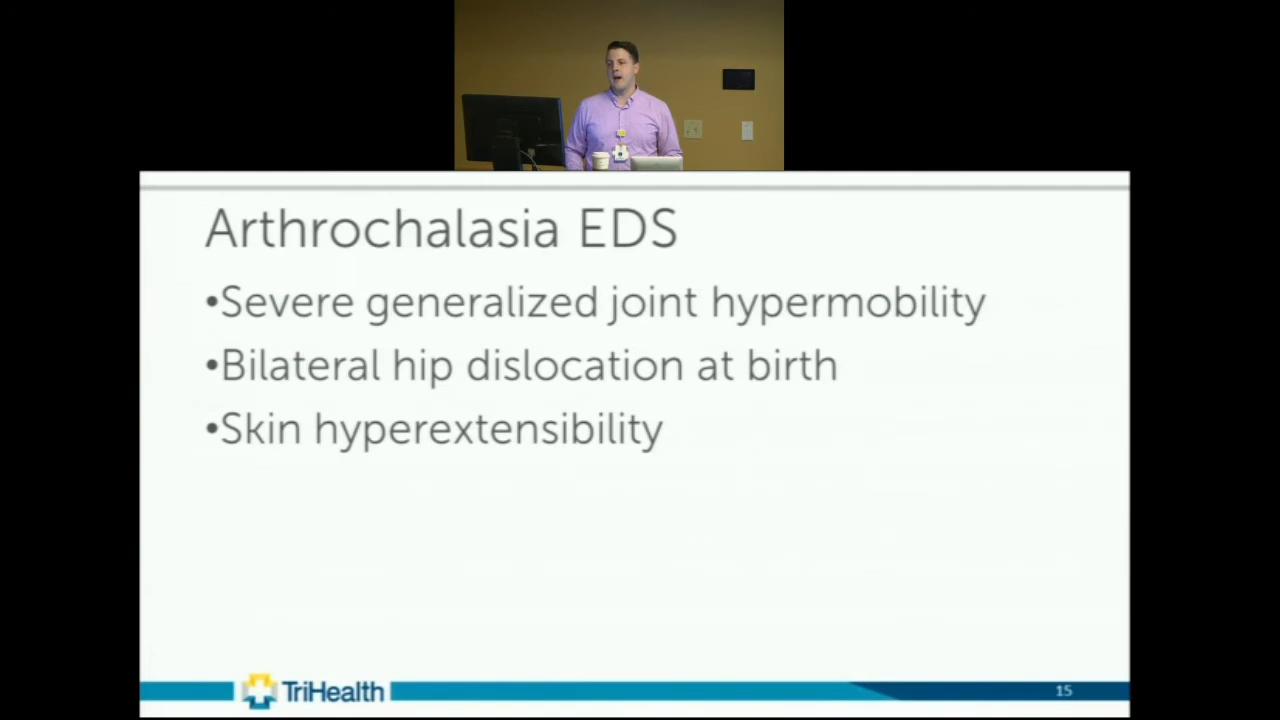 Arthrochalasia EDS
•Severe generalized joint hypermobility
•Bilateral hip dislocation at birth
•Skin hyperextensibility
TriHealth
15